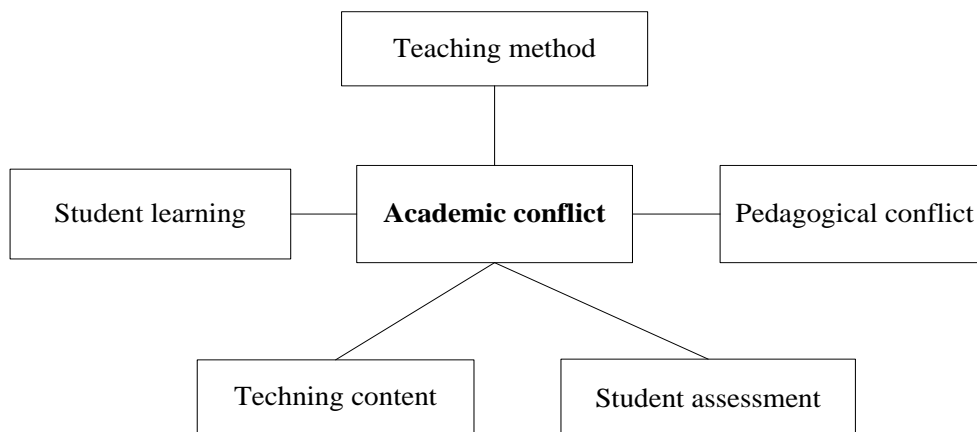 Teaching method
Student learning
Academic conflict
Pedagogical conflict
Techning content
Student assessment